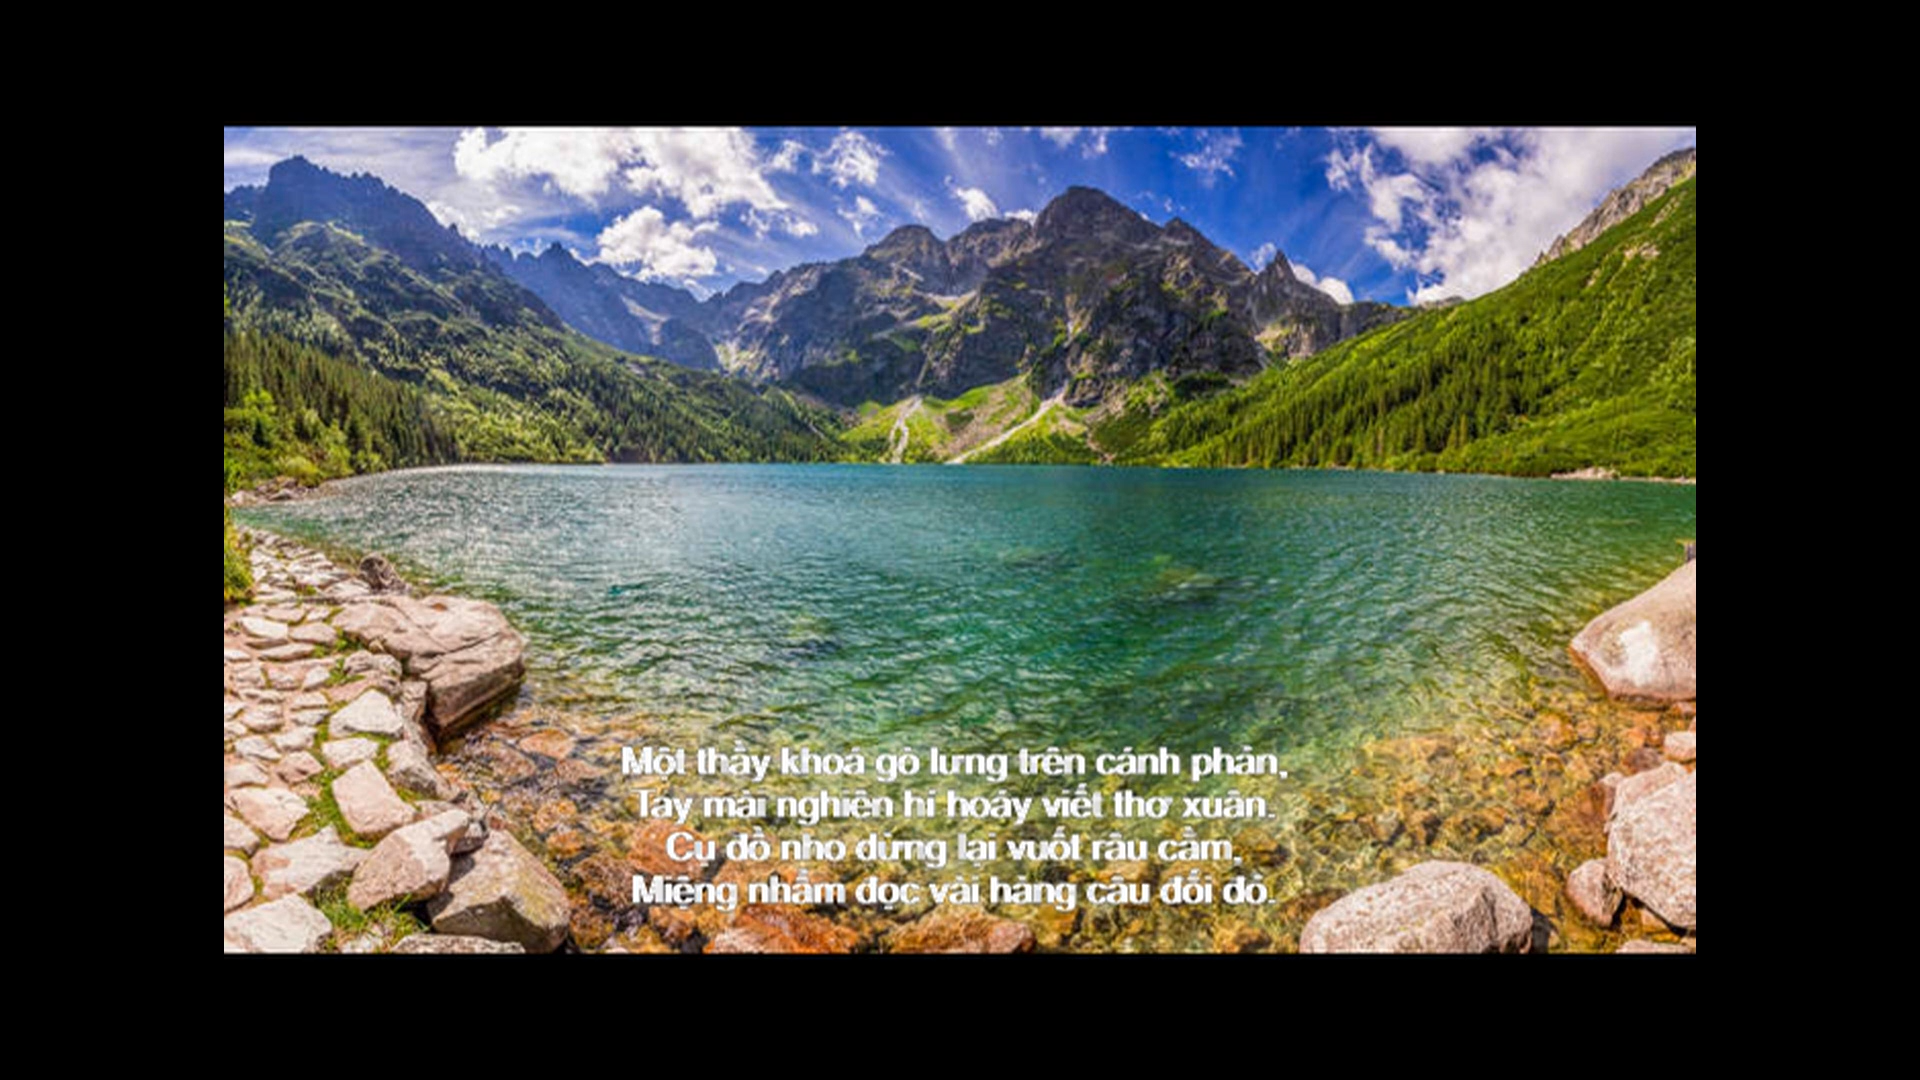 Một thầy khoá gò lưng trên cánh phản,
Tay mài nghiên hí hoáy viết thơ xuân.
Cụ đồ nho dừng lại vuốt râu cằm,
Miệng nhẩm đọc vài hàng câu đối đỏ.